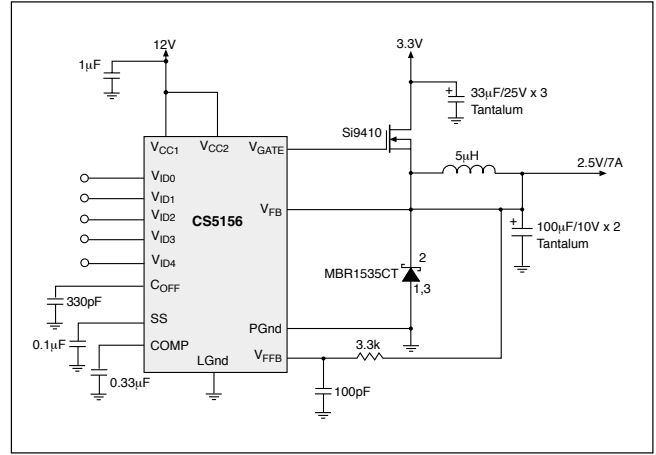 12V
3.3V
1μF
33μF/25V x 3
Tantalum
Si9410
VCC1
VCC2
VGATE
5μH
2.5V/7A
VID0
VID1
CS5156
VFB
VID2
100μF/10V x 2
Tantalum
VID3
2
MBR1535CT
VID4
1,3
COFF
330pF
SS
PGnd
3.3k
0.1μF
COMP
VFFB
LGnd
0.33μF
100pF